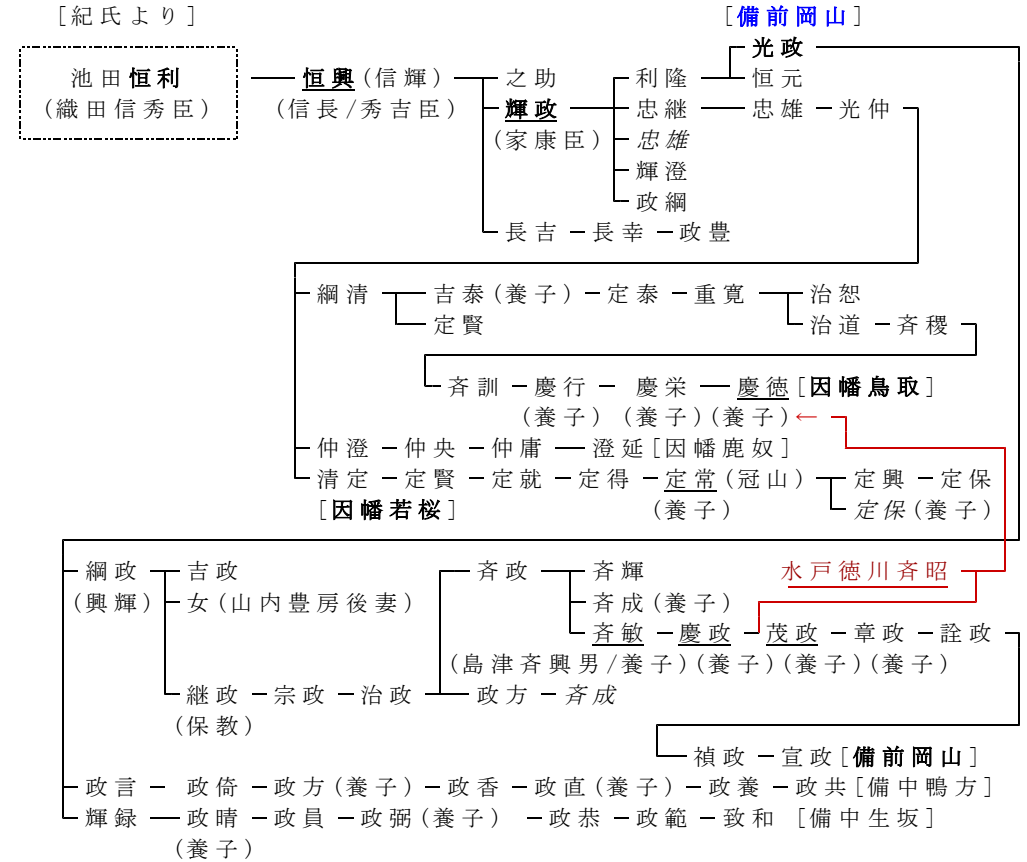 ［紀氏より］ ［備前岡山］
光政
池田恒利 恒興(信輝) 之助 利隆 恒元
(織田信秀臣) (信長/秀吉臣) 輝政 忠継 忠雄 光仲
(家康臣) 忠雄
輝澄
政綱
長吉 長幸 政豊
綱清 吉泰(養子) 定泰 重寛 治恕
定賢 治道 斉稷
斉訓 慶行 慶栄 慶徳［因幡鳥取］
(養子) (養子)(養子)←
仲澄 仲央 仲庸 澄延［因幡鹿奴］
清定 定賢 定就 定得 定常(冠山) 定興 定保
［因幡若桜］ (養子) 定保(養子)
綱政 吉政 斉政 斉輝 水戸徳川斉昭
(興輝) 女(山内豊房後妻) 斉成(養子)
斉敏 慶政 茂政 章政 詮政
(島津斉興男/養子)(養子)(養子)(養子)
継政 宗政 治政 政方 斉成
(保教)
禎政 宣政［備前岡山］
政言 政倚 政方(養子) 政香 政直(養子) 政養 政共［備中鴨方］
輝録 政晴 政員 政弼(養子) 政恭 政範 致和 ［備中生坂］
(養子)